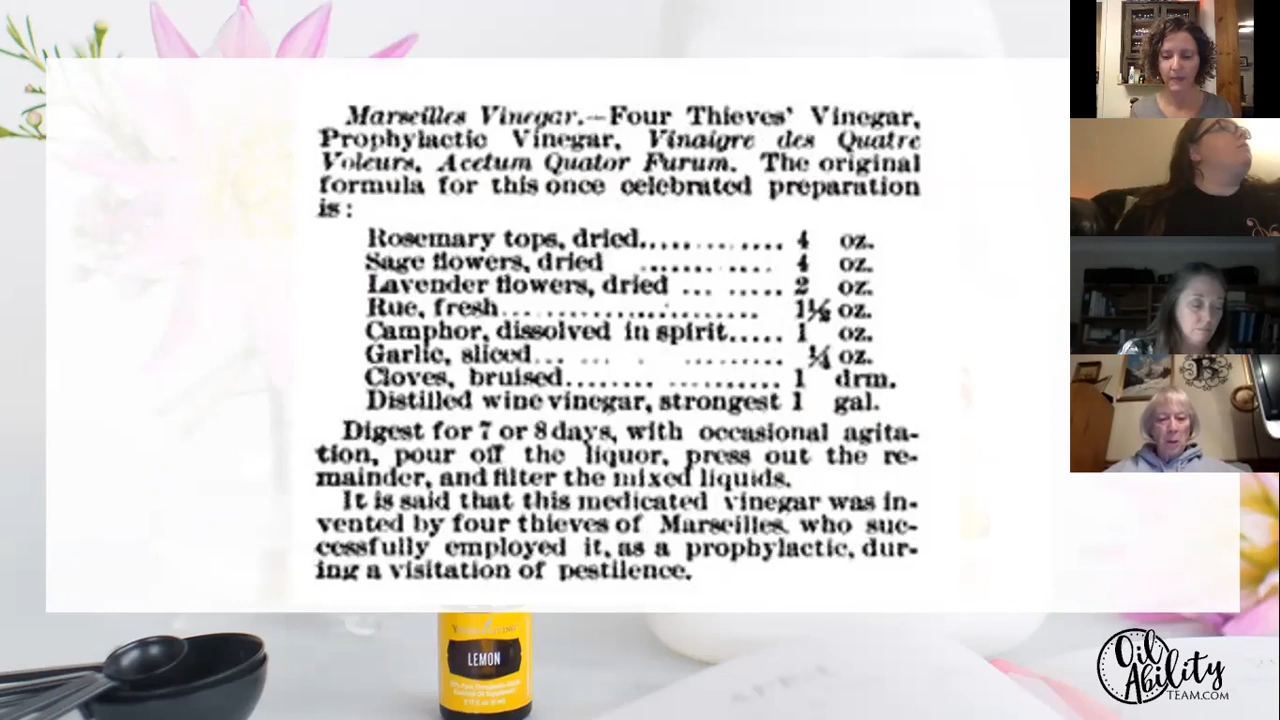 Marseilles Vinegar.—Four Thieves' Vinegar,
Prophylactic Vinegar, Vinaigre des Quatre
Voleurs, Acetum Quator Furum. The original
formula for this once celebrated preparation
is:
Rosemary tops, dried..... ... ...... 4 oz.
Sage flowers, dried ...... .. .... 4 oz.
Lavender flowers, dried ... ...... 2 oz.
Rue, fresh............................. 1½ oz.
Camphor, dissolved in spirit..... 1 oz.
Garlic, sliced... ... . ......... ¼ oz.
Cloves, bruised........ .......... 1 drm.
Distilled wine vinegar, strongest 1 gal.
Digest for 7 or 8 days, with occasional agita-
tion, pour off the liquor, press out the re-
mainder, and filter the mixed liquids.
It is said that this medicated vinegar was in-
vented by four thieves of Marseilles, who suc-
cessfully employed it, as a prophylactic, dur-
ing a visitation of pestilence.
LEMON
Oil
Ability
TEAM.COM